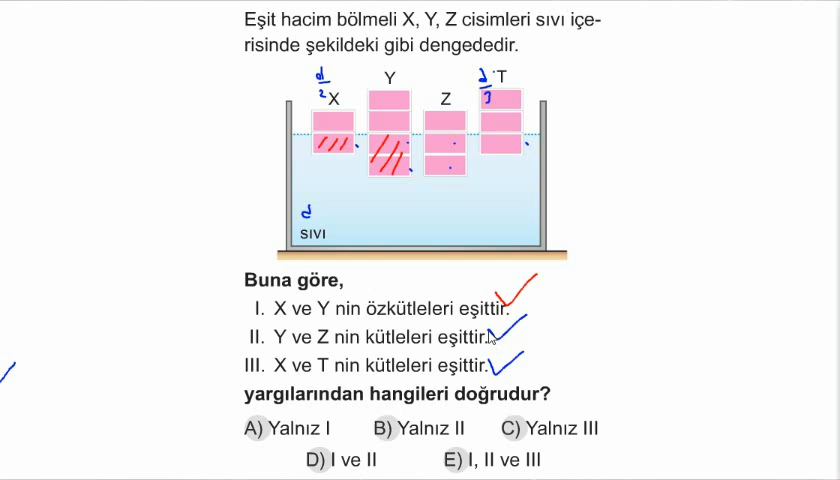 Eşit hacim bölmeli X, Y, Z cisimleri sıvı içe-
risinde şekildeki gibi dengededir.
d/2 X
Y
Z
d/3 T
d
SIVI
Buna göre,
I. X ve Y nin özkütleleri eşittir.
II. Y ve Z nin kütleleri eşittir.
III. X ve T nin kütleleri eşittir.
yargılarından hangileri doğrudur?
A) Yalnız I B) Yalnız II C) Yalnız III
D) I ve II E) I, II ve III